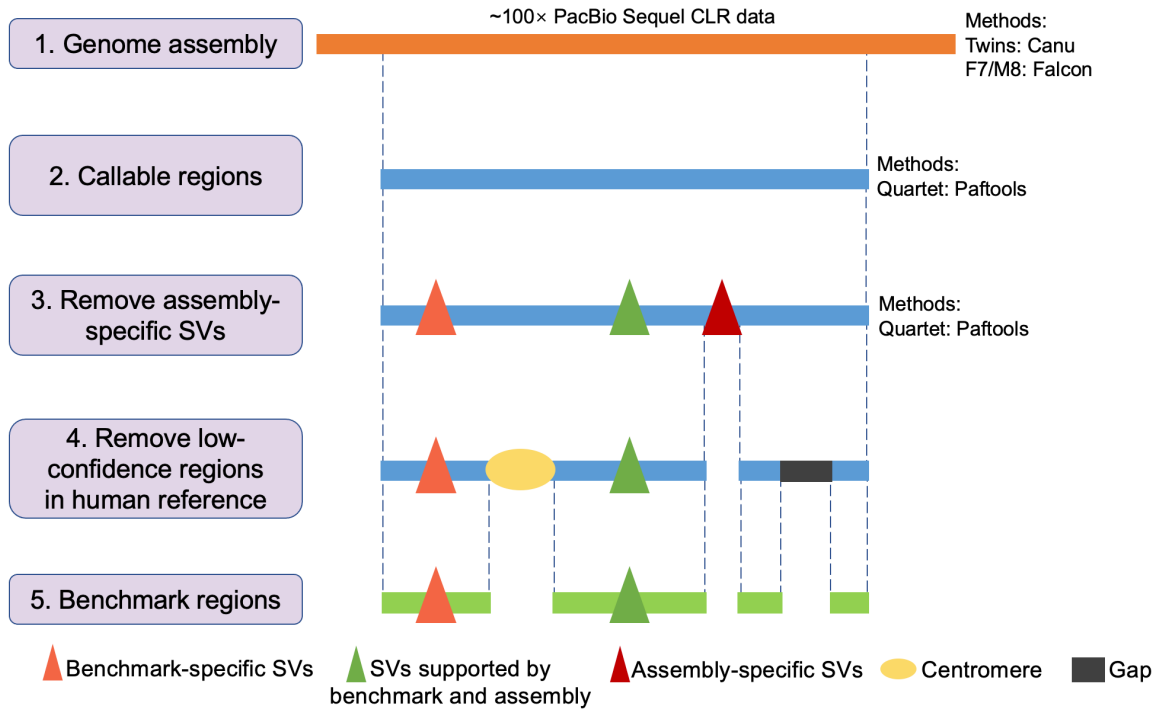 ~100× PacBio Sequel CLR data
Methods:
Twins: Canu
F7/M8: Falcon
1. Genome assembly
2. Callable regions
Methods:
Quartet: Paftools
3. Remove assembly-
specific SVs
Methods:
Quartet: Paftools
4. Remove low-
confidence regions
in human reference
5. Benchmark regions
Benchmark-specific SVs
SVs supported by
benchmark and assembly
Assembly-specific SVs
Centromere
Gap